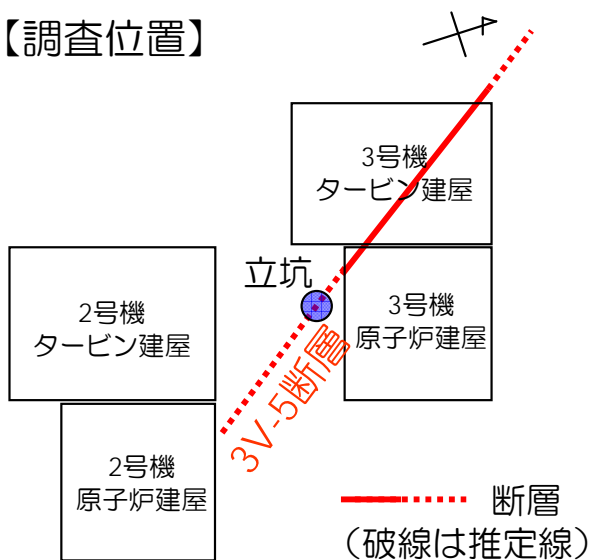 【調査位置】
3号機
タービン建屋
立坑
2号機
タービン建屋
3号機
原子炉建屋
3V-5断層
2号機
原子炉建屋
断層
（破線は推定線）